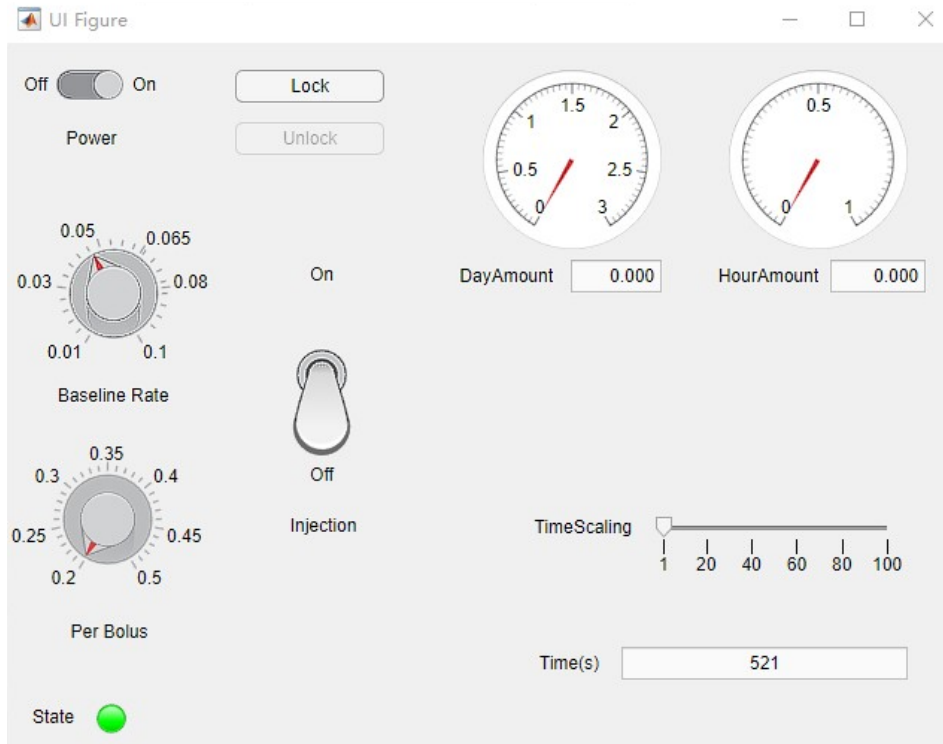 UI Figure
Off On
Power
Lock
Unlock
0 0.5 1 1.5 2 2.5 3
DayAmount 0.000
0 0.5 1
HourAmount 0.000
0.01 0.03 0.05 0.065 0.08 0.1
Baseline Rate
On
Off
Injection
0.2 0.25 0.3 0.35 0.4 0.45 0.5
Per Bolus
TimeScaling
1 20 40 60 80 100
Time(s) 521
State